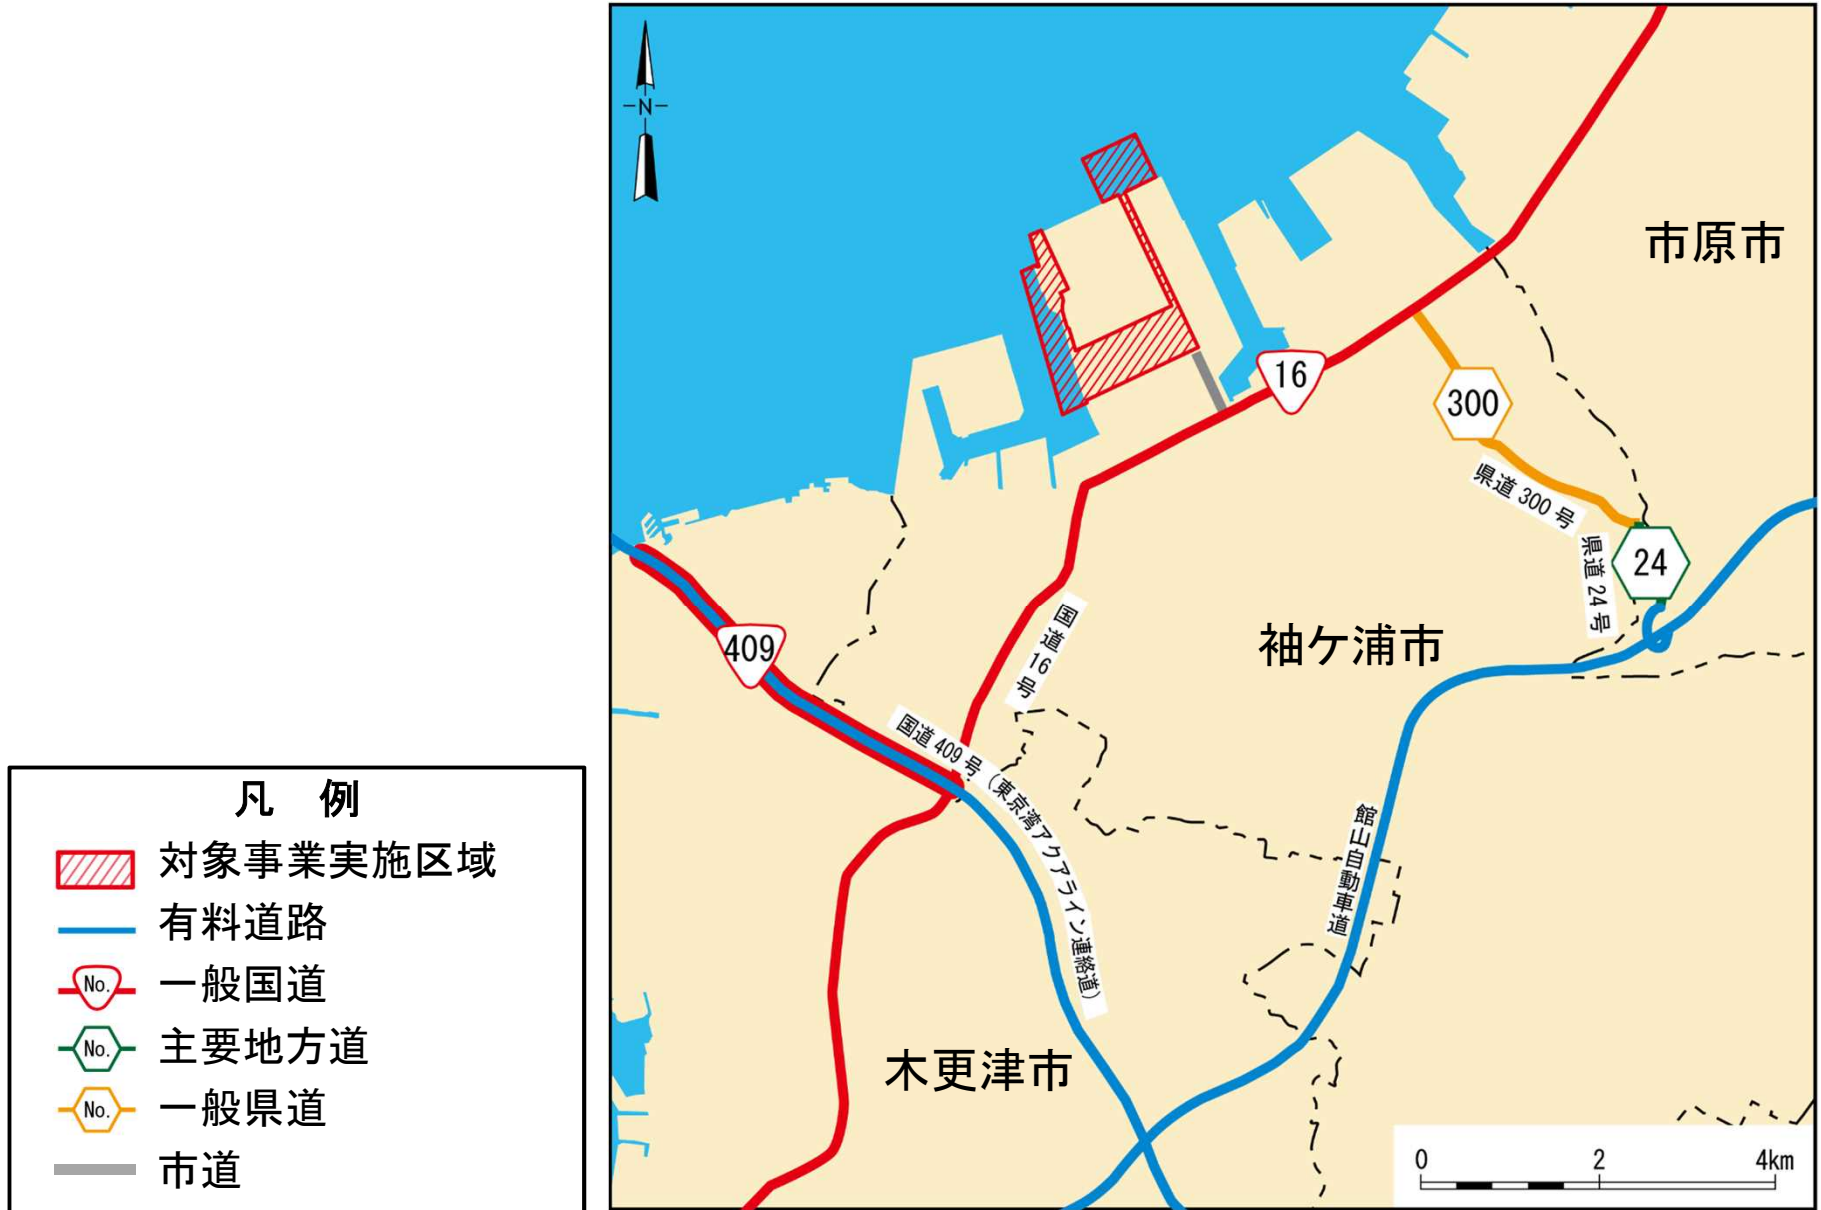 N
市原市
16
300
県道 300 号
24
県道 24 号
袖ケ浦市
国道 16 号
409
国道 409 号（東京湾アクアライン連絡道）
館山自動車道
木更津市
0 2 4km
凡 例
対象事業実施区域
有料道路
No. 一般国道
No. 主要地方道
No. 一般県道
市道